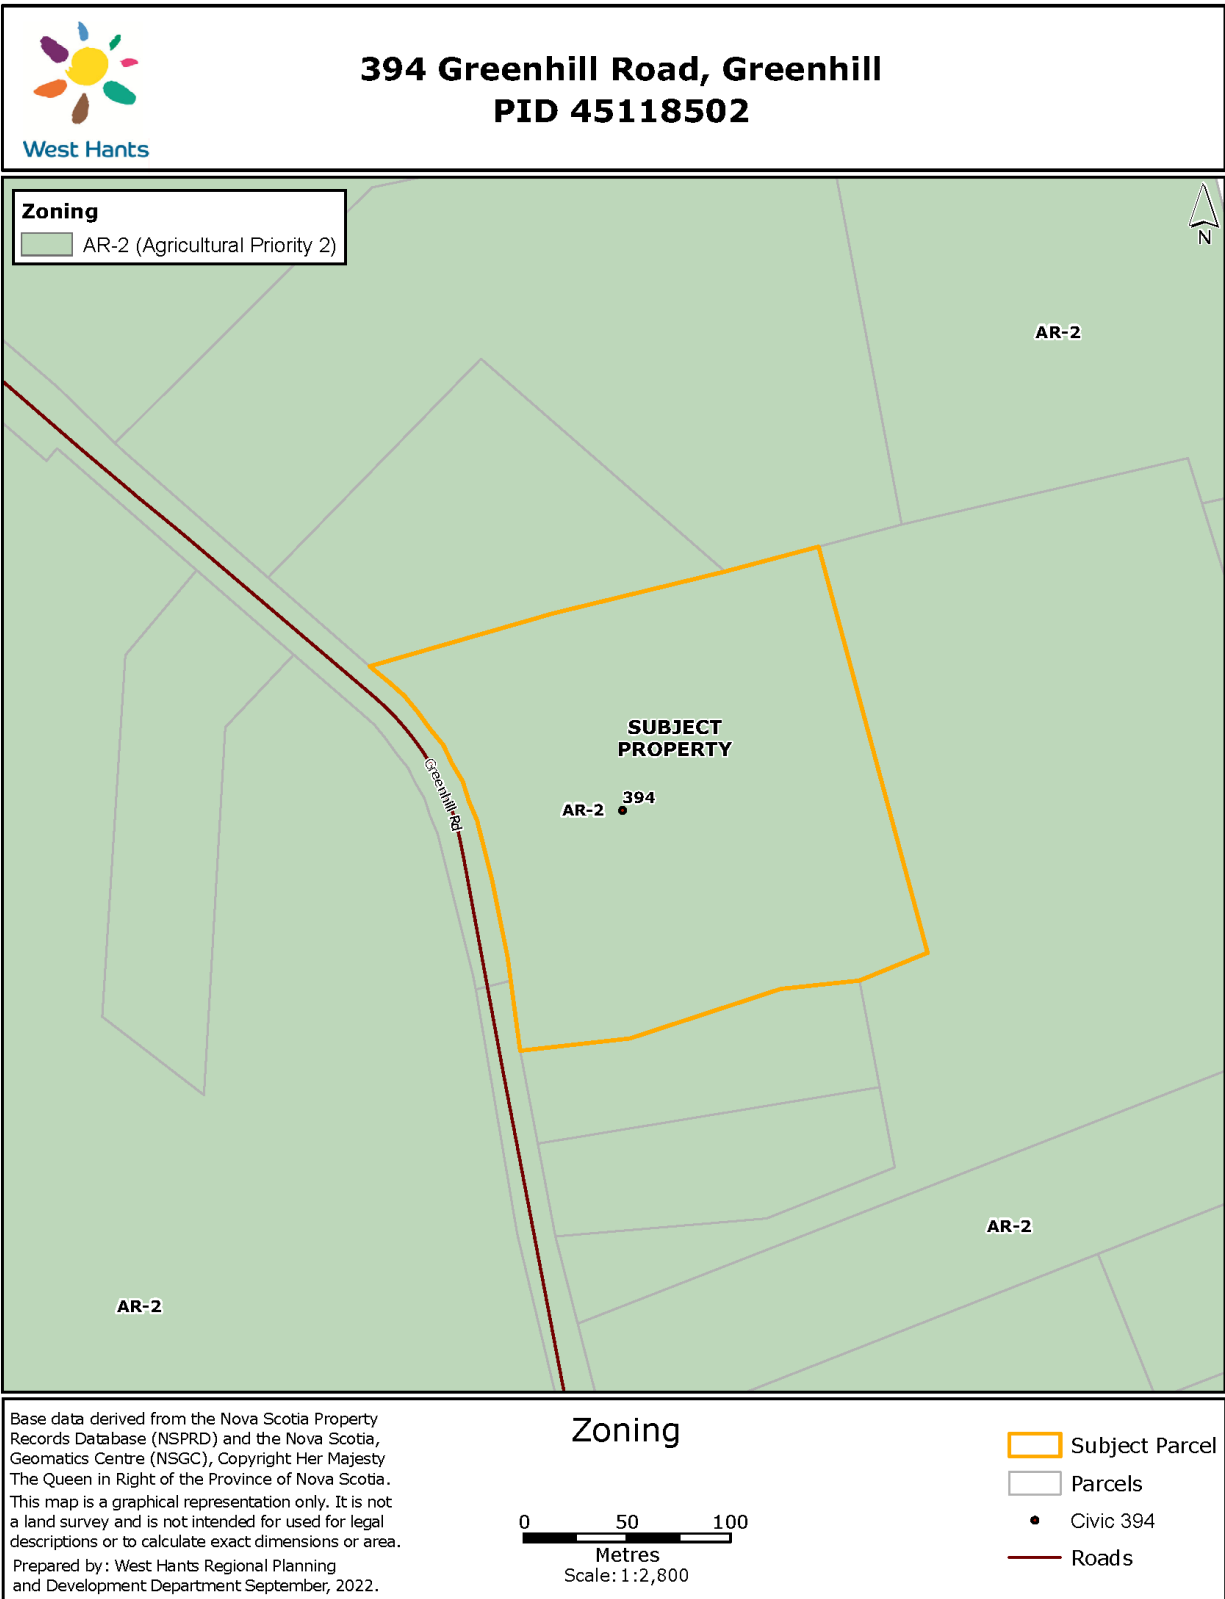 394 Greenhill Road, Greenhill
PID 45118502
West Hants
Zoning
AR-2 (Agricultural Priority 2)
N
AR-2
SUBJECT
PROPERTY
394
AR-2
Greenhill Rd
AR-2
AR-2
Base data derived from the Nova Scotia Property
Records Database (NSPRD) and the Nova Scotia,
Geomatics Centre (NSGC), Copyright Her Majesty
The Queen in Right of the Province of Nova Scotia.
This map is a graphical representation only. It is not
a land survey and is not intended for used for legal
descriptions or to calculate exact dimensions or area.
Prepared by: West Hants Regional Planning
and Development Department September, 2022.
Zoning
0 50 100
Metres
Scale: 1:2,800
Subject Parcel
Parcels
Civic 394
Roads